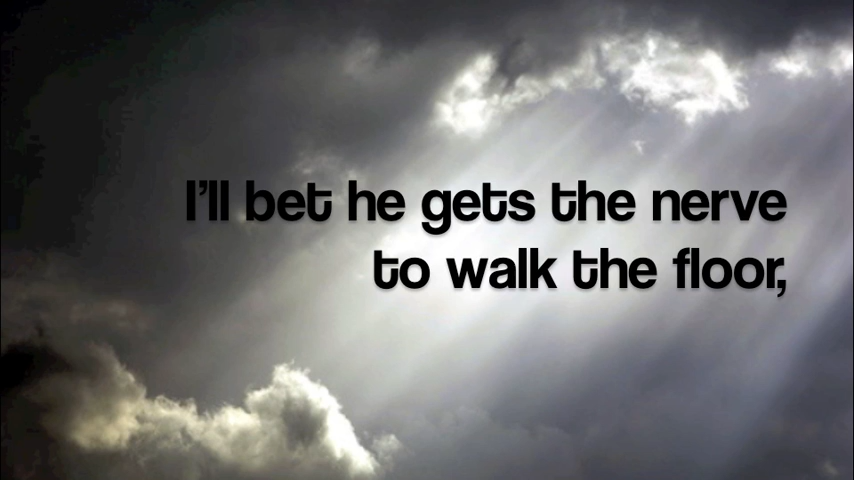 I'll bet he gets the nerve
to walk the floor,